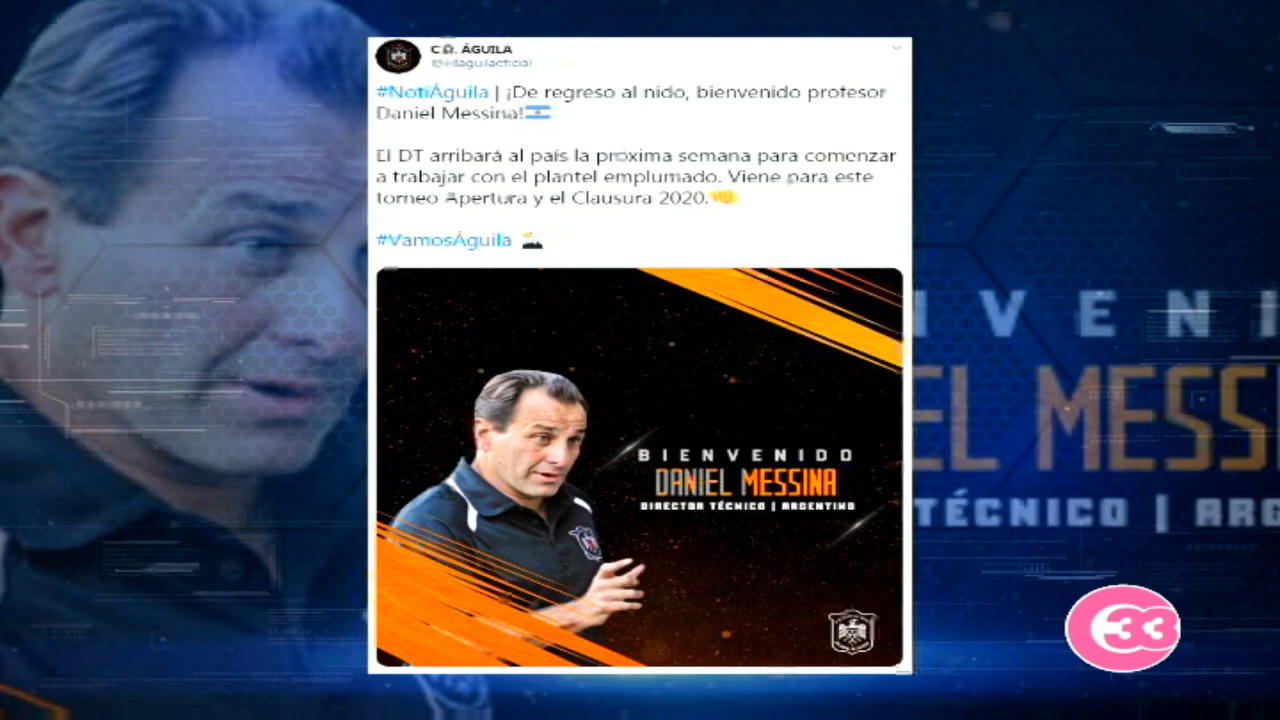 C.D. ÁGUILA
@cdaguilaoficial
#NotiÁguila | ¡De regreso al nido, bienvenido profesor
Daniel Messina!
El DT arribará al país la próxima semana para comenzar
a trabajar con el plantel emplumado. Viene para este
torneo Apertura y el Clausura 2020.
#VamosÁguila
BIENVENIDO
DANIEL MESSINA
DIRECTOR TÉCNICO | ARGENTINO
IVENI
EL MESSI
TÉCNICO | ARG
33